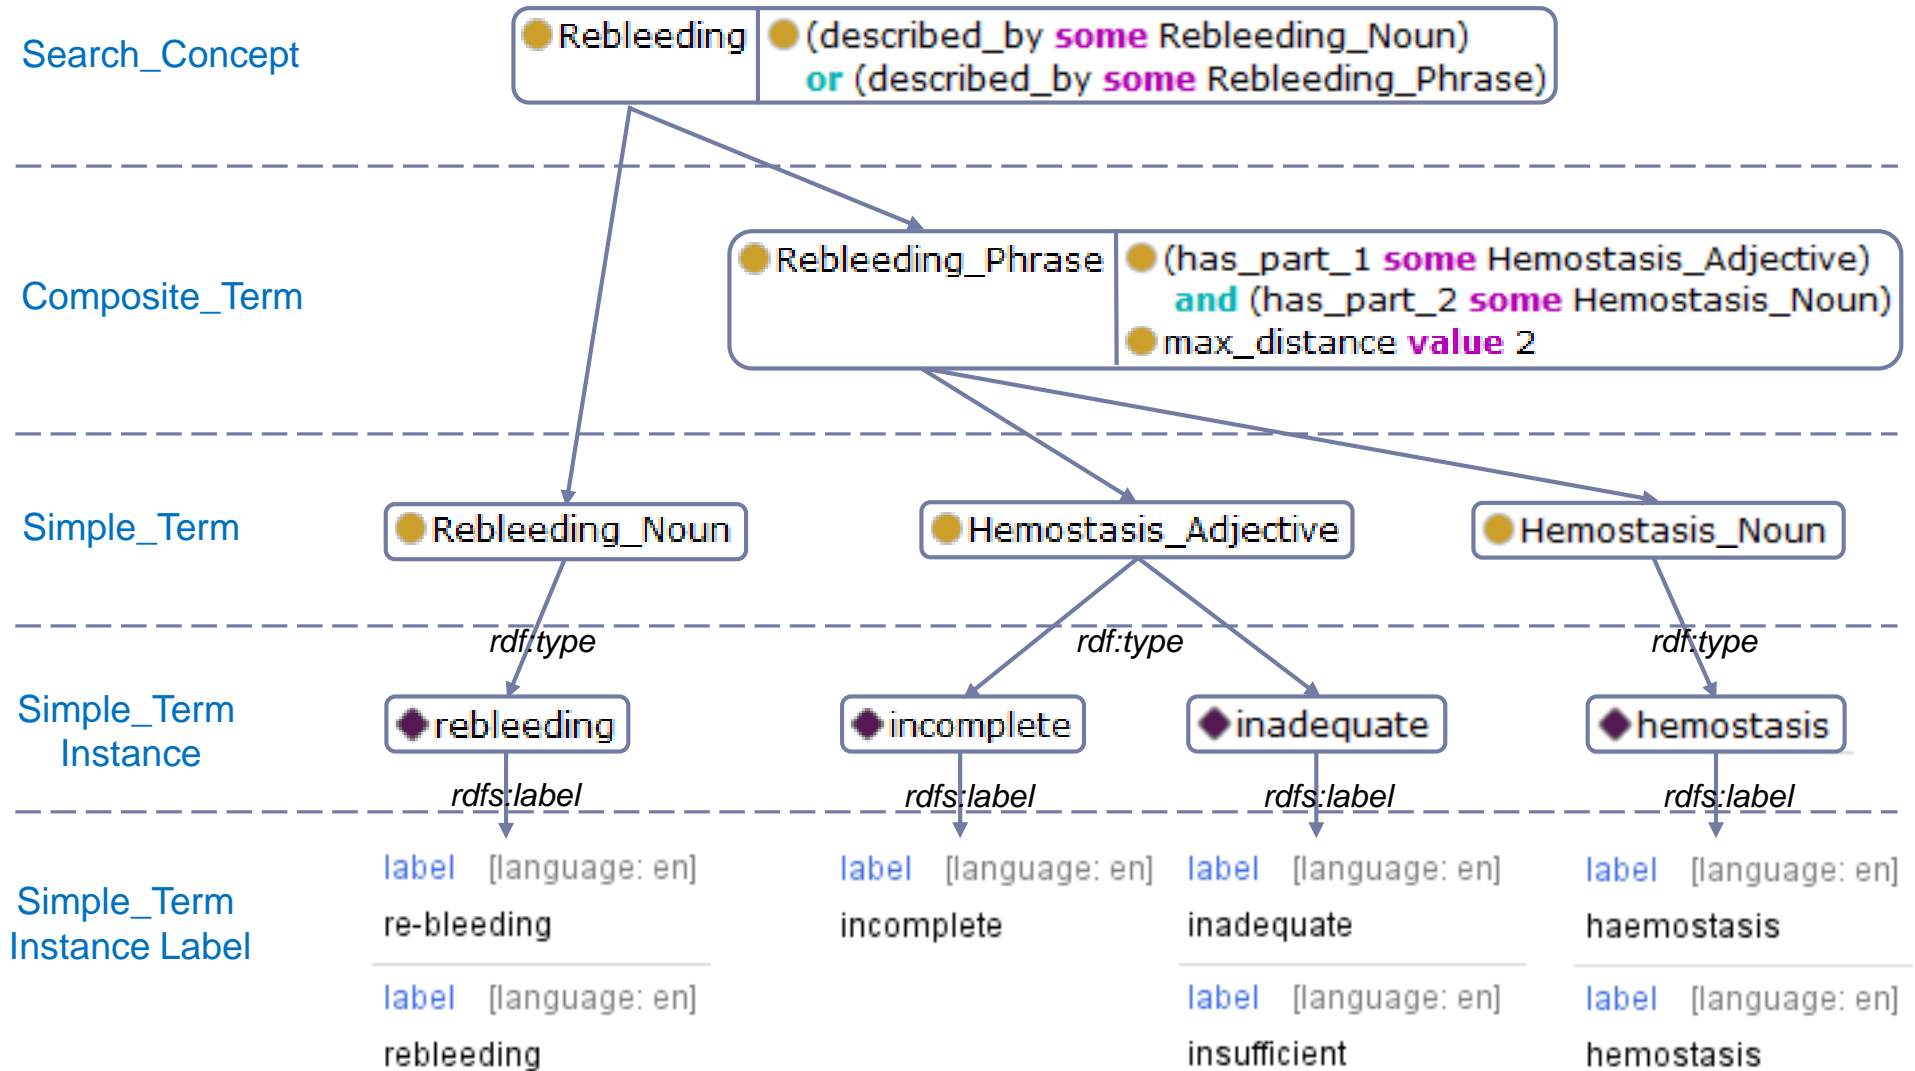 Search_Concept
Rebleeding
(described_by some Rebleeding_Noun)
or (described_by some Rebleeding_Phrase)
Composite_Term
Rebleeding_Phrase
(has_part_1 some Hemostasis_Adjective)
and (has_part_2 some Hemostasis_Noun)
max_distance value 2
Simple_Term
Rebleeding_Noun
Hemostasis_Adjective
Hemostasis_Noun
rdf:type
rdf:type
rdf:type
Simple_Term
Instance
rebleeding
incomplete
inadequate
hemostasis
rdfs:label
rdfs:label
rdfs:label
rdfs:label
Simple_Term
Instance Label
label [language: en]
re-bleeding
label [language: en]
rebleeding
label [language: en]
incomplete
label [language: en]
inadequate
label [language: en]
insufficient
label [language: en]
haemostasis
label [language: en]
hemostasis